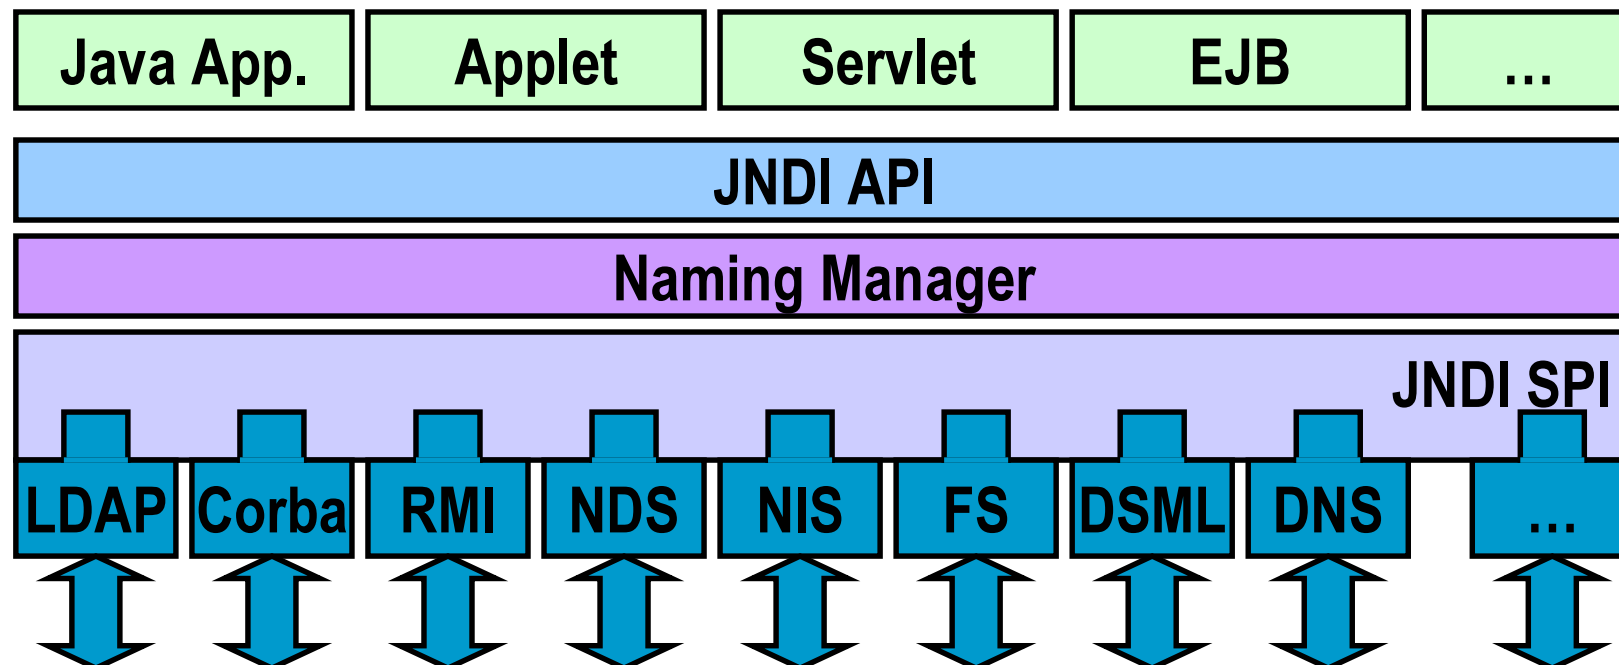 Java App. Applet Servlet EJB ...
JNDI API
Naming Manager
JNDI SPI
LDAP Corba RMI NDS NIS FS DSML DNS ...